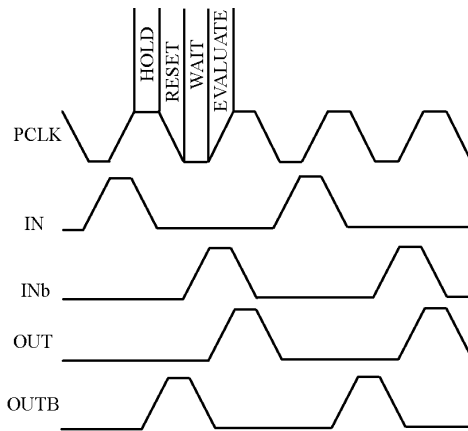 HOLD
RESET
WAIT
EVALUATE
PCLK
IN
INb
OUT
OUTB